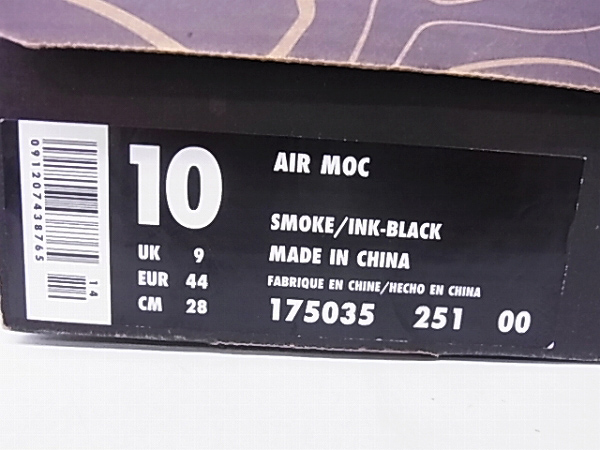 091207438765
14
10
UK 9
EUR 44
CM 28
AIR MOC
SMOKE/INK-BLACK
MADE IN CHINA
FABRIQUE EN CHINE/HECHO EN CHINA
175035 251 00